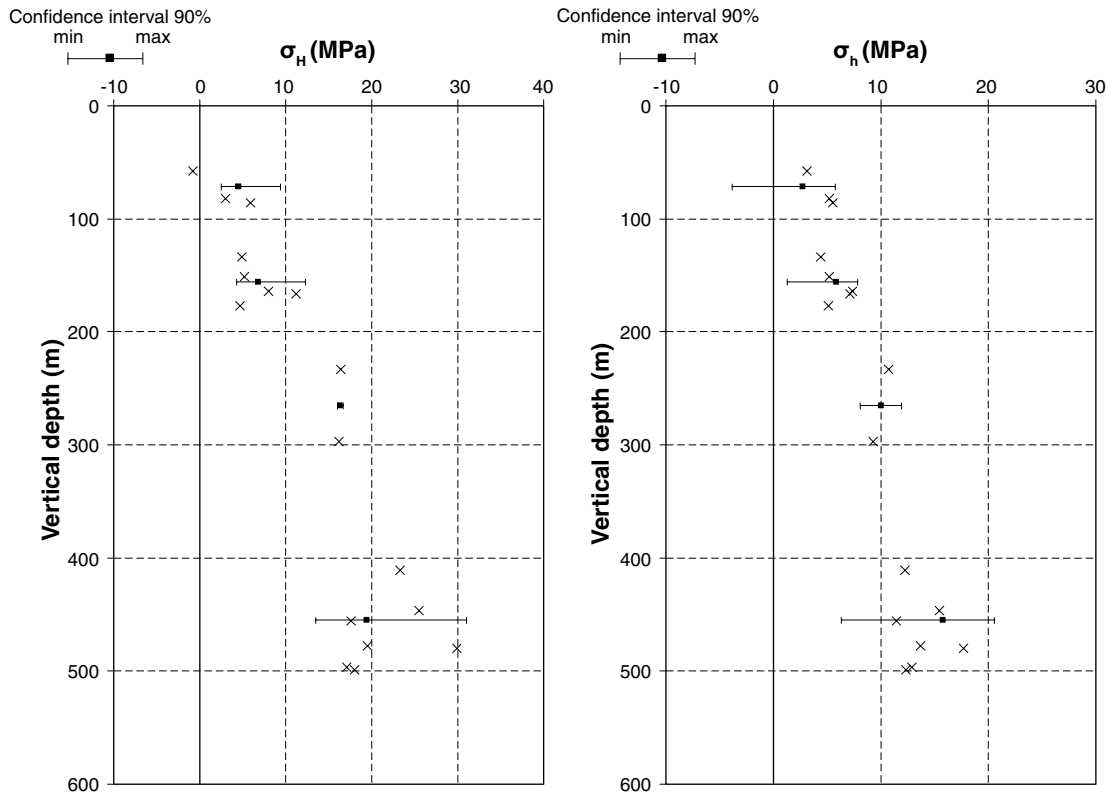 Confidence interval 90%
min max
σH (MPa)
-10 0 10 20 30 40
0
100
200
300
400
500
600
Vertical depth (m)
Confidence interval 90%
min max
σh (MPa)
-10 0 10 20 30
0
100
200
300
400
500
600
Vertical depth (m)